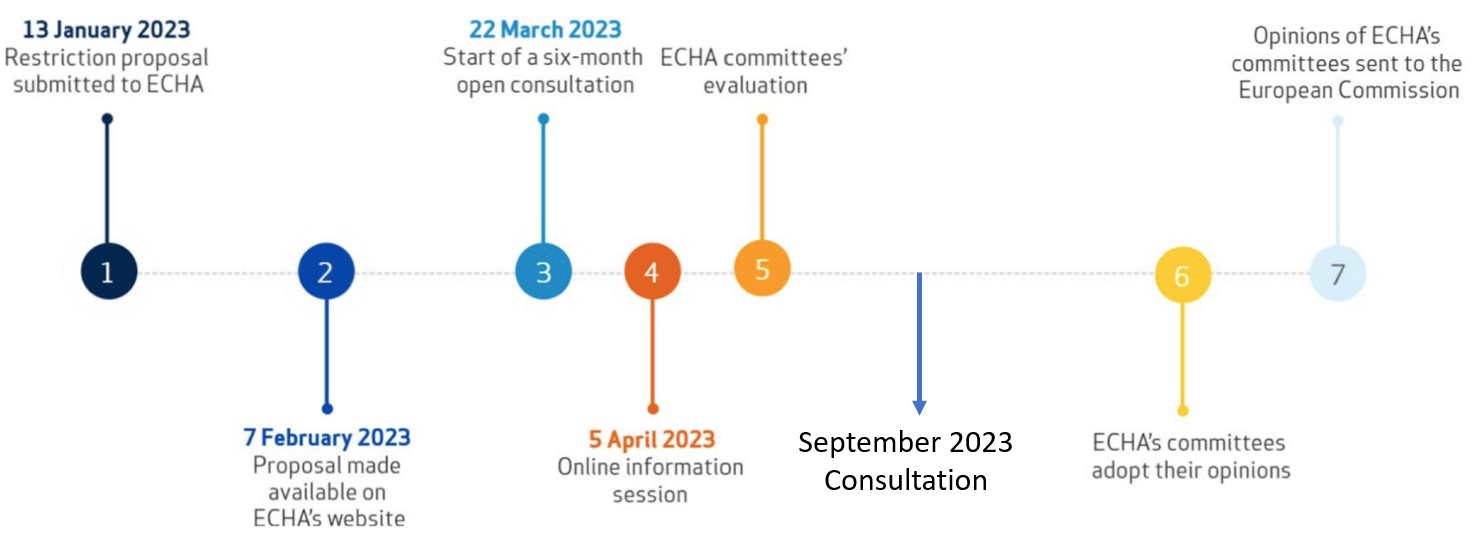 13 January 2023
Restriction proposal
submitted to ECHA
22 March 2023
Start of a six-month
open consultation
ECHA committees’
evaluation
Opinions of ECHA’s
committees sent to the
European Commission
1
2
3
4
5
6
7
7 February 2023
Proposal made
available on
ECHA’s website
5 April 2023
Online information
session
September 2023
Consultation
ECHA’s committees
adopt their opinions